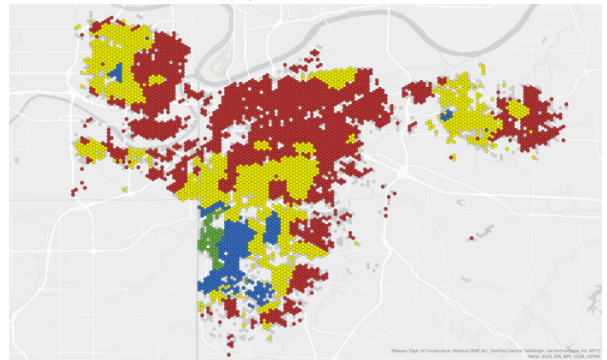 Missouri Dept. of Conservation, Missouri DNR, Esri, TomTom, Garmin, SafeGraph, GeoTechnologies, Inc, METI/
NASA, USGS, EPA, NPS, USDA, USFWS